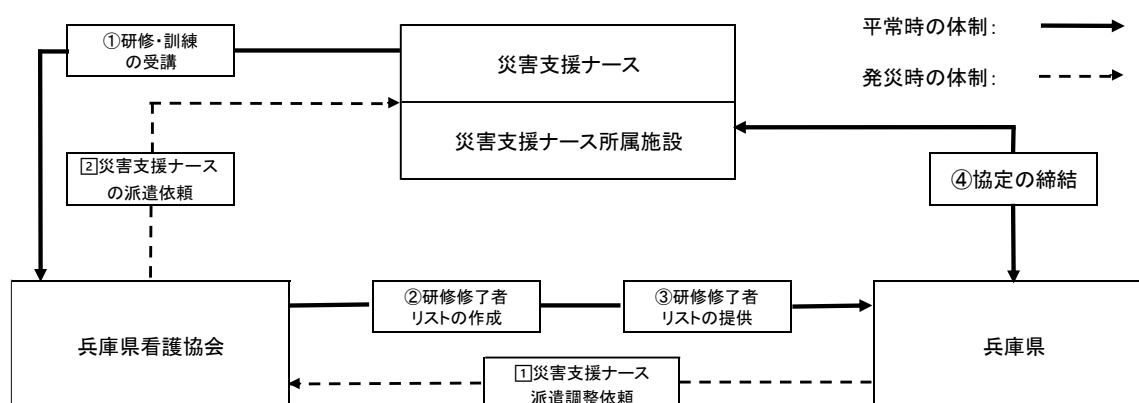 ①研修・訓練
の受講
災害支援ナース
災害支援ナース所属施設
平常時の体制：
発災時の体制：
2災害支援ナース
の派遣依頼
④協定の締結
兵庫県看護協会
②研修修了者
リストの作成
③研修修了者
リストの提供
兵庫県
1災害支援ナース
派遣調整依頼